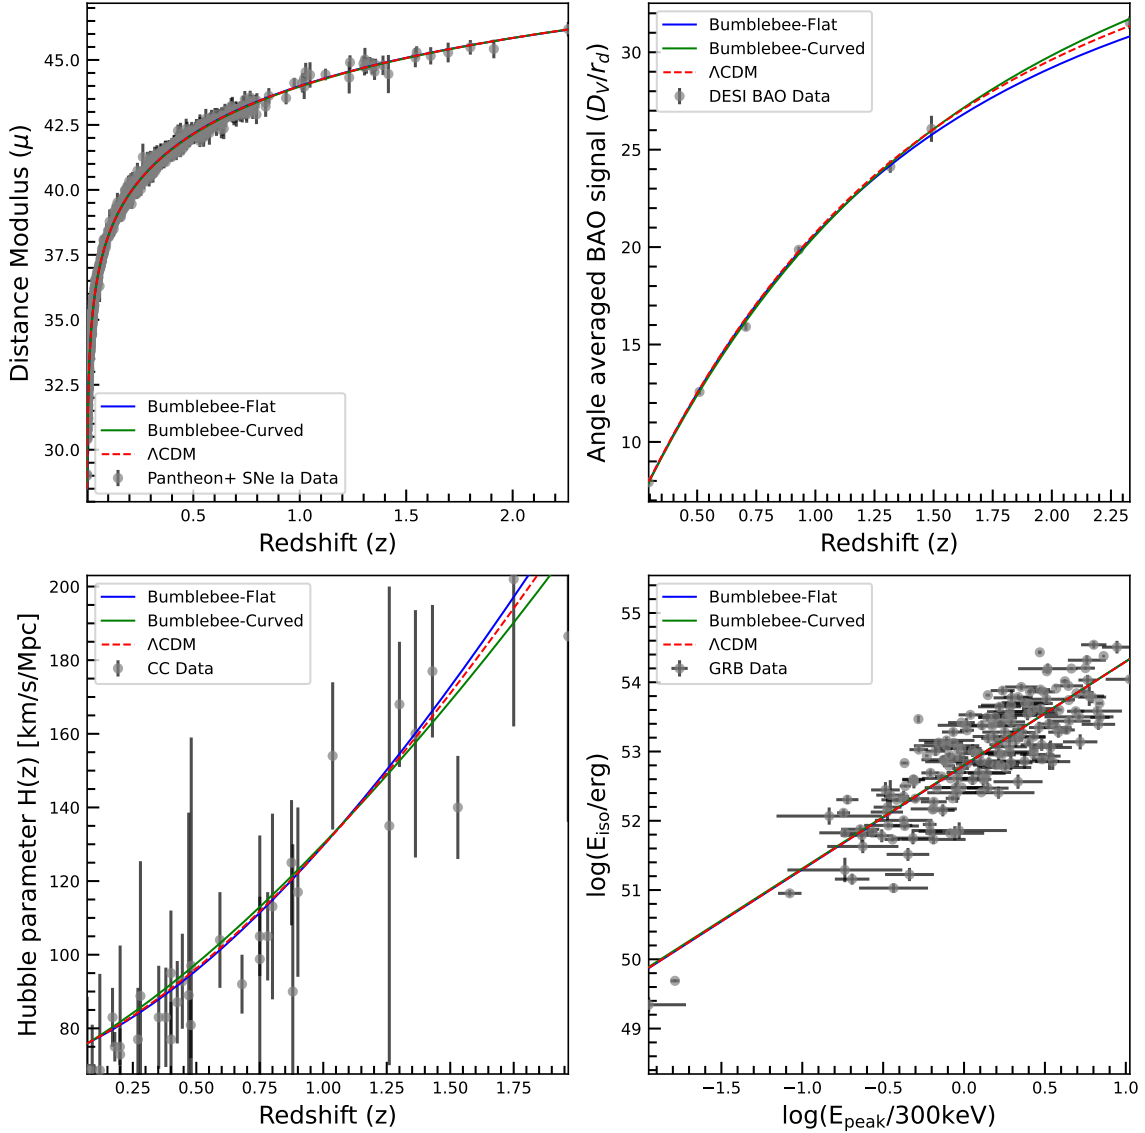 Distance Modulus (μ)
45.0
42.5
40.0
37.5
35.0
32.5
30.0
Bumblebee-Flat
Bumblebee-Curved
ΛCDM
Pantheon+ SNe Ia Data
0.5 1.0 1.5 2.0
Redshift (z)
Angle averaged BAO signal (D_V/r_d)
Bumblebee-Flat
Bumblebee-Curved
ΛCDM
DESI BAO Data
30
25
20
15
10
0.50 0.75 1.00 1.25 1.50 1.75 2.00 2.25
Redshift (z)
Hubble parameter H(z) [km/s/Mpc]
Bumblebee-Flat
Bumblebee-Curved
ΛCDM
CC Data
200
180
160
140
120
100
80
0.25 0.50 0.75 1.00 1.25 1.50 1.75
Redshift (z)
log(E_iso/erg)
Bumblebee-Flat
Bumblebee-Curved
ΛCDM
GRB Data
55
54
53
52
51
50
49
−1.5 −1.0 −0.5 0.0 0.5 1.0
log(E_peak/300keV)